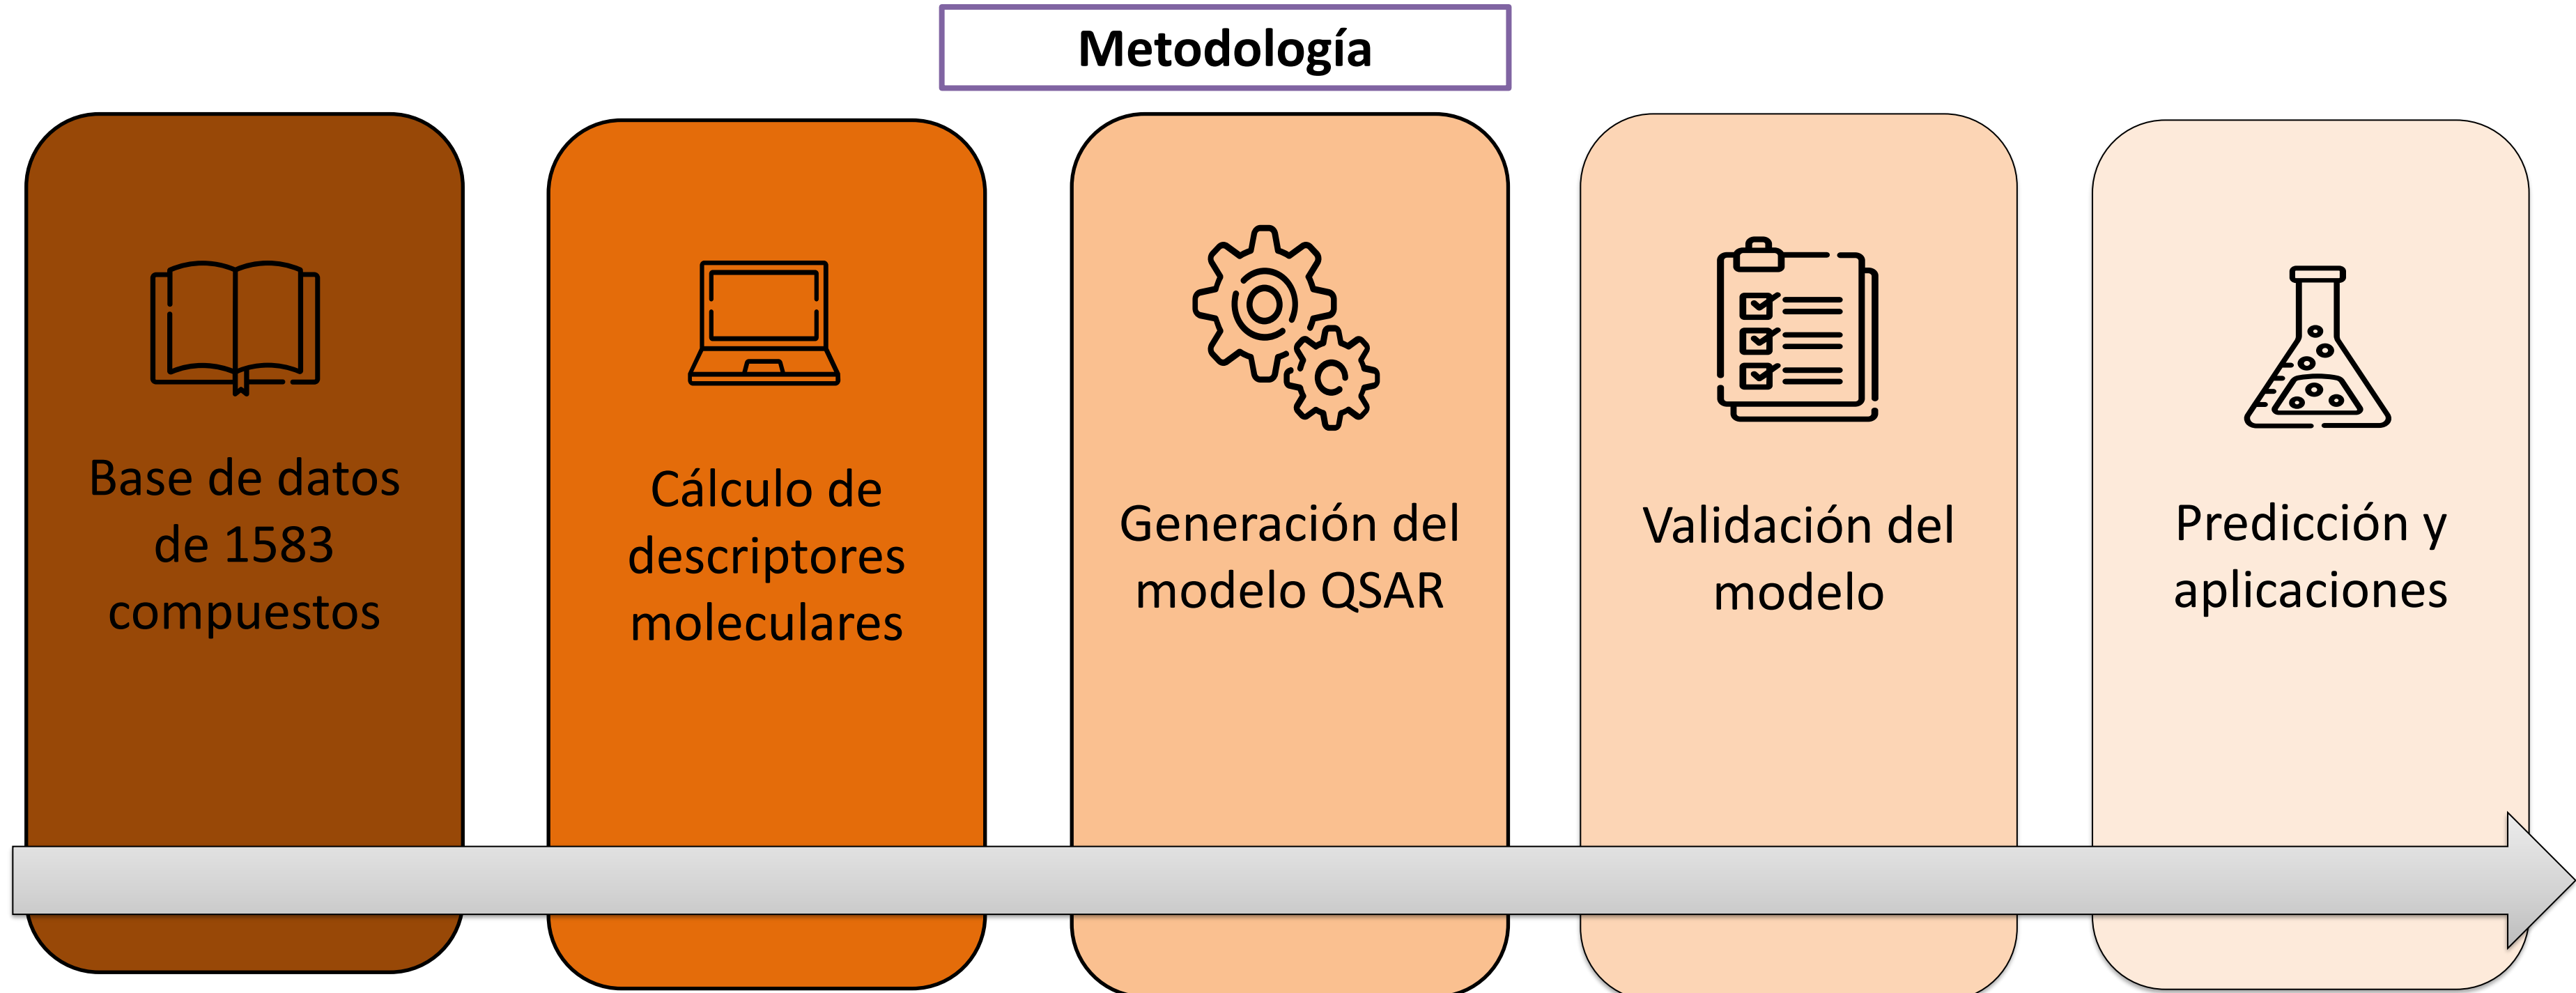 Metodología
Base de datos
de 1583
compuestos
Cálculo de
descriptores
moleculares
Generación del
modelo QSAR
Validación del
modelo
Predicción y
aplicaciones